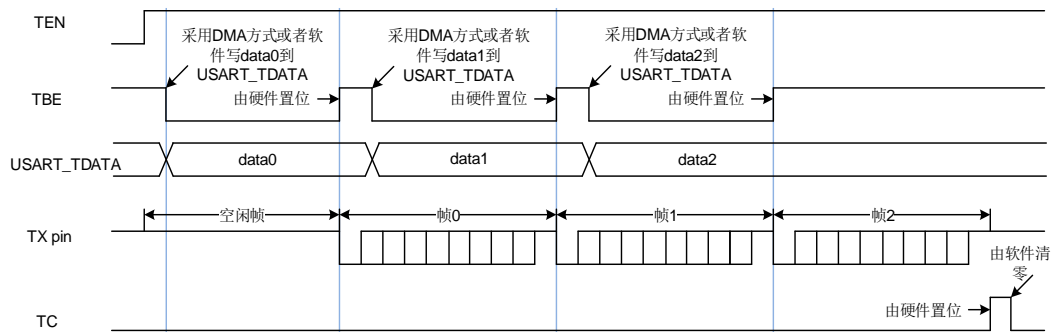 TEN
采用DMA方式或者软
件写data0到
USART_TDATA
采用DMA方式或者软
件写data1到
USART_TDATA
采用DMA方式或者软
件写data2到
USART_TDATA
TBE
由硬件置位
由硬件置位
由硬件置位
USART_TDATA
data0
data1
data2
空闲帧
帧0
帧1
帧2
TX pin
由软件清
零
由硬件置位
TC